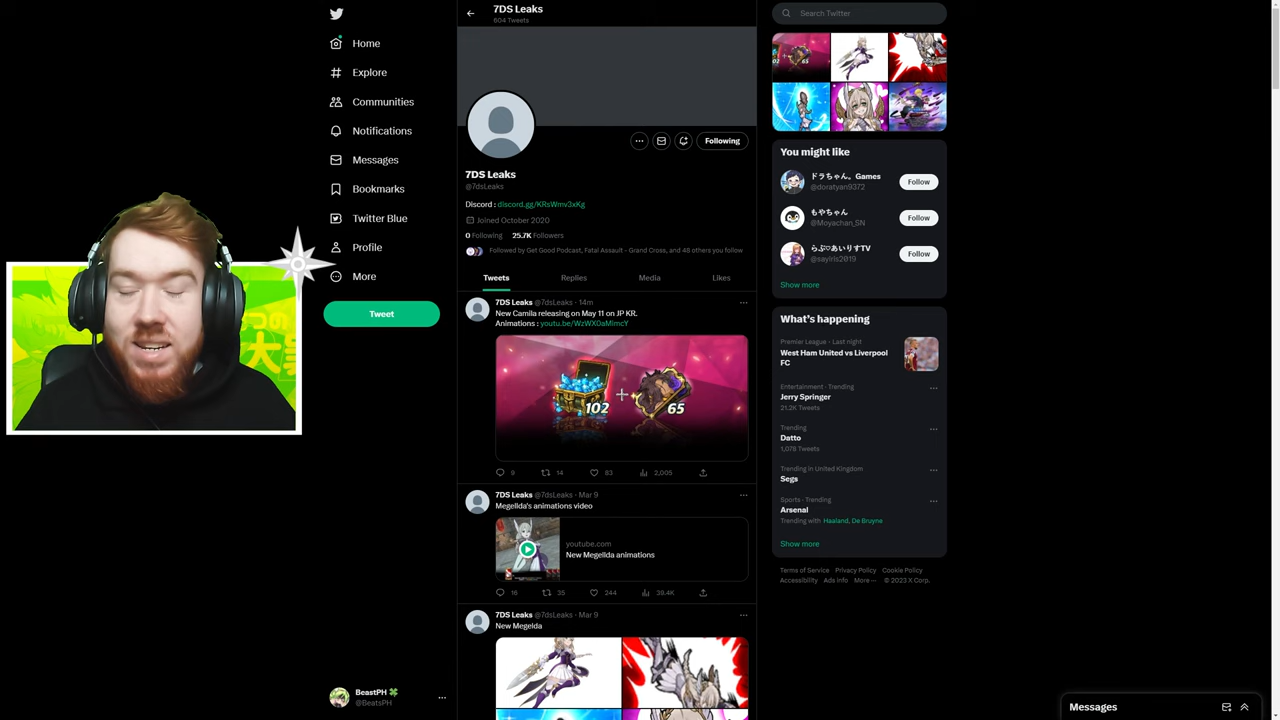 Home
Explore
Communities
Notifications
Messages
Bookmarks
Twitter Blue
Profile
More
Tweet
BeastPH 🍀
@BeatsPH
7DS Leaks
604 Tweets
Following
7DS Leaks
@7dsLeaks
Discord : discord.gg/KRsWmv3xKg
Joined October 2020
0 Following 25.7K Followers
Followed by Get Good Podcast, Fatal Assault - Grand Cross, and 48 others you follow
Tweets Replies Media Likes
7DS Leaks @7dsLeaks · 14m
New Camila releasing on May 11 on JP KR.
Animations : youtu.be/WzWX0aMlmcY
102 + 65
9 14 83 2,005
7DS Leaks @7dsLeaks · Mar 9
Megellda's animations video
youtube.com
New Megellda animations
16 35 244 39.4K
7DS Leaks @7dsLeaks · Mar 9
New Megelda
Search Twitter
65
You might like
ドラちゃん。Games
@doratyan9372
Follow
もやちゃん
@Moyachan_SN
Follow
らぷ♡あいりすTV
@sayiris2019
Follow
Show more
What's happening
Premier League · Last night
West Ham United vs Liverpool
FC
Entertainment · Trending
Jerry Springer
21.2K Tweets
Trending
Datto
1,078 Tweets
Trending in United Kingdom
Segs
Sports · Trending
Arsenal
Trending with Haaland, De Bruyne
Show more
Terms of Service Privacy Policy Cookie Policy
Accessibility Ads info More ··· © 2023 X Corp.
Messages